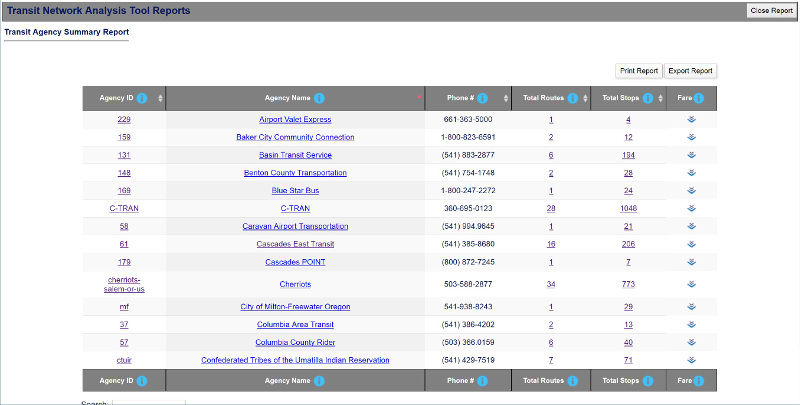 Transit Network Analysis Tool Reports
Close Report
Transit Agency Summary Report
Print Report Export Report
Agency ID Agency Name Phone # Total Routes Total Stops Fare
229 Airport Valet Express 661-363-5000 1 4
159 Baker City Community Connection 1-800-823-6591 2 12
131 Basin Transit Service (541) 883-2877 6 194
148 Benton County Transportation (541) 754-1748 2 28
169 Blue Star Bus 1-800-247-2272 1 24
C-TRAN C-TRAN 360-695-0123 28 1048
58 Caravan Airport Transportation (541) 994.9645 1 21
61 Cascades East Transit (541) 385-8680 16 206
179 Cascades POINT (800) 872-7245 1 7
cherriots-
salem-or-us Cherriots 503-588-2877 34 773
mf City of Milton-Freewater Oregon 541-938-8243 1 29
37 Columbia Area Transit (541) 386-4202 2 13
57 Columbia County Rider (503) 366.0159 6 40
ctuir Confederated Tribes of the Umatilla Indian Reservation (541) 429-7519 7 71
Agency ID Agency Name Phone # Total Routes Total Stops Fare
Search: